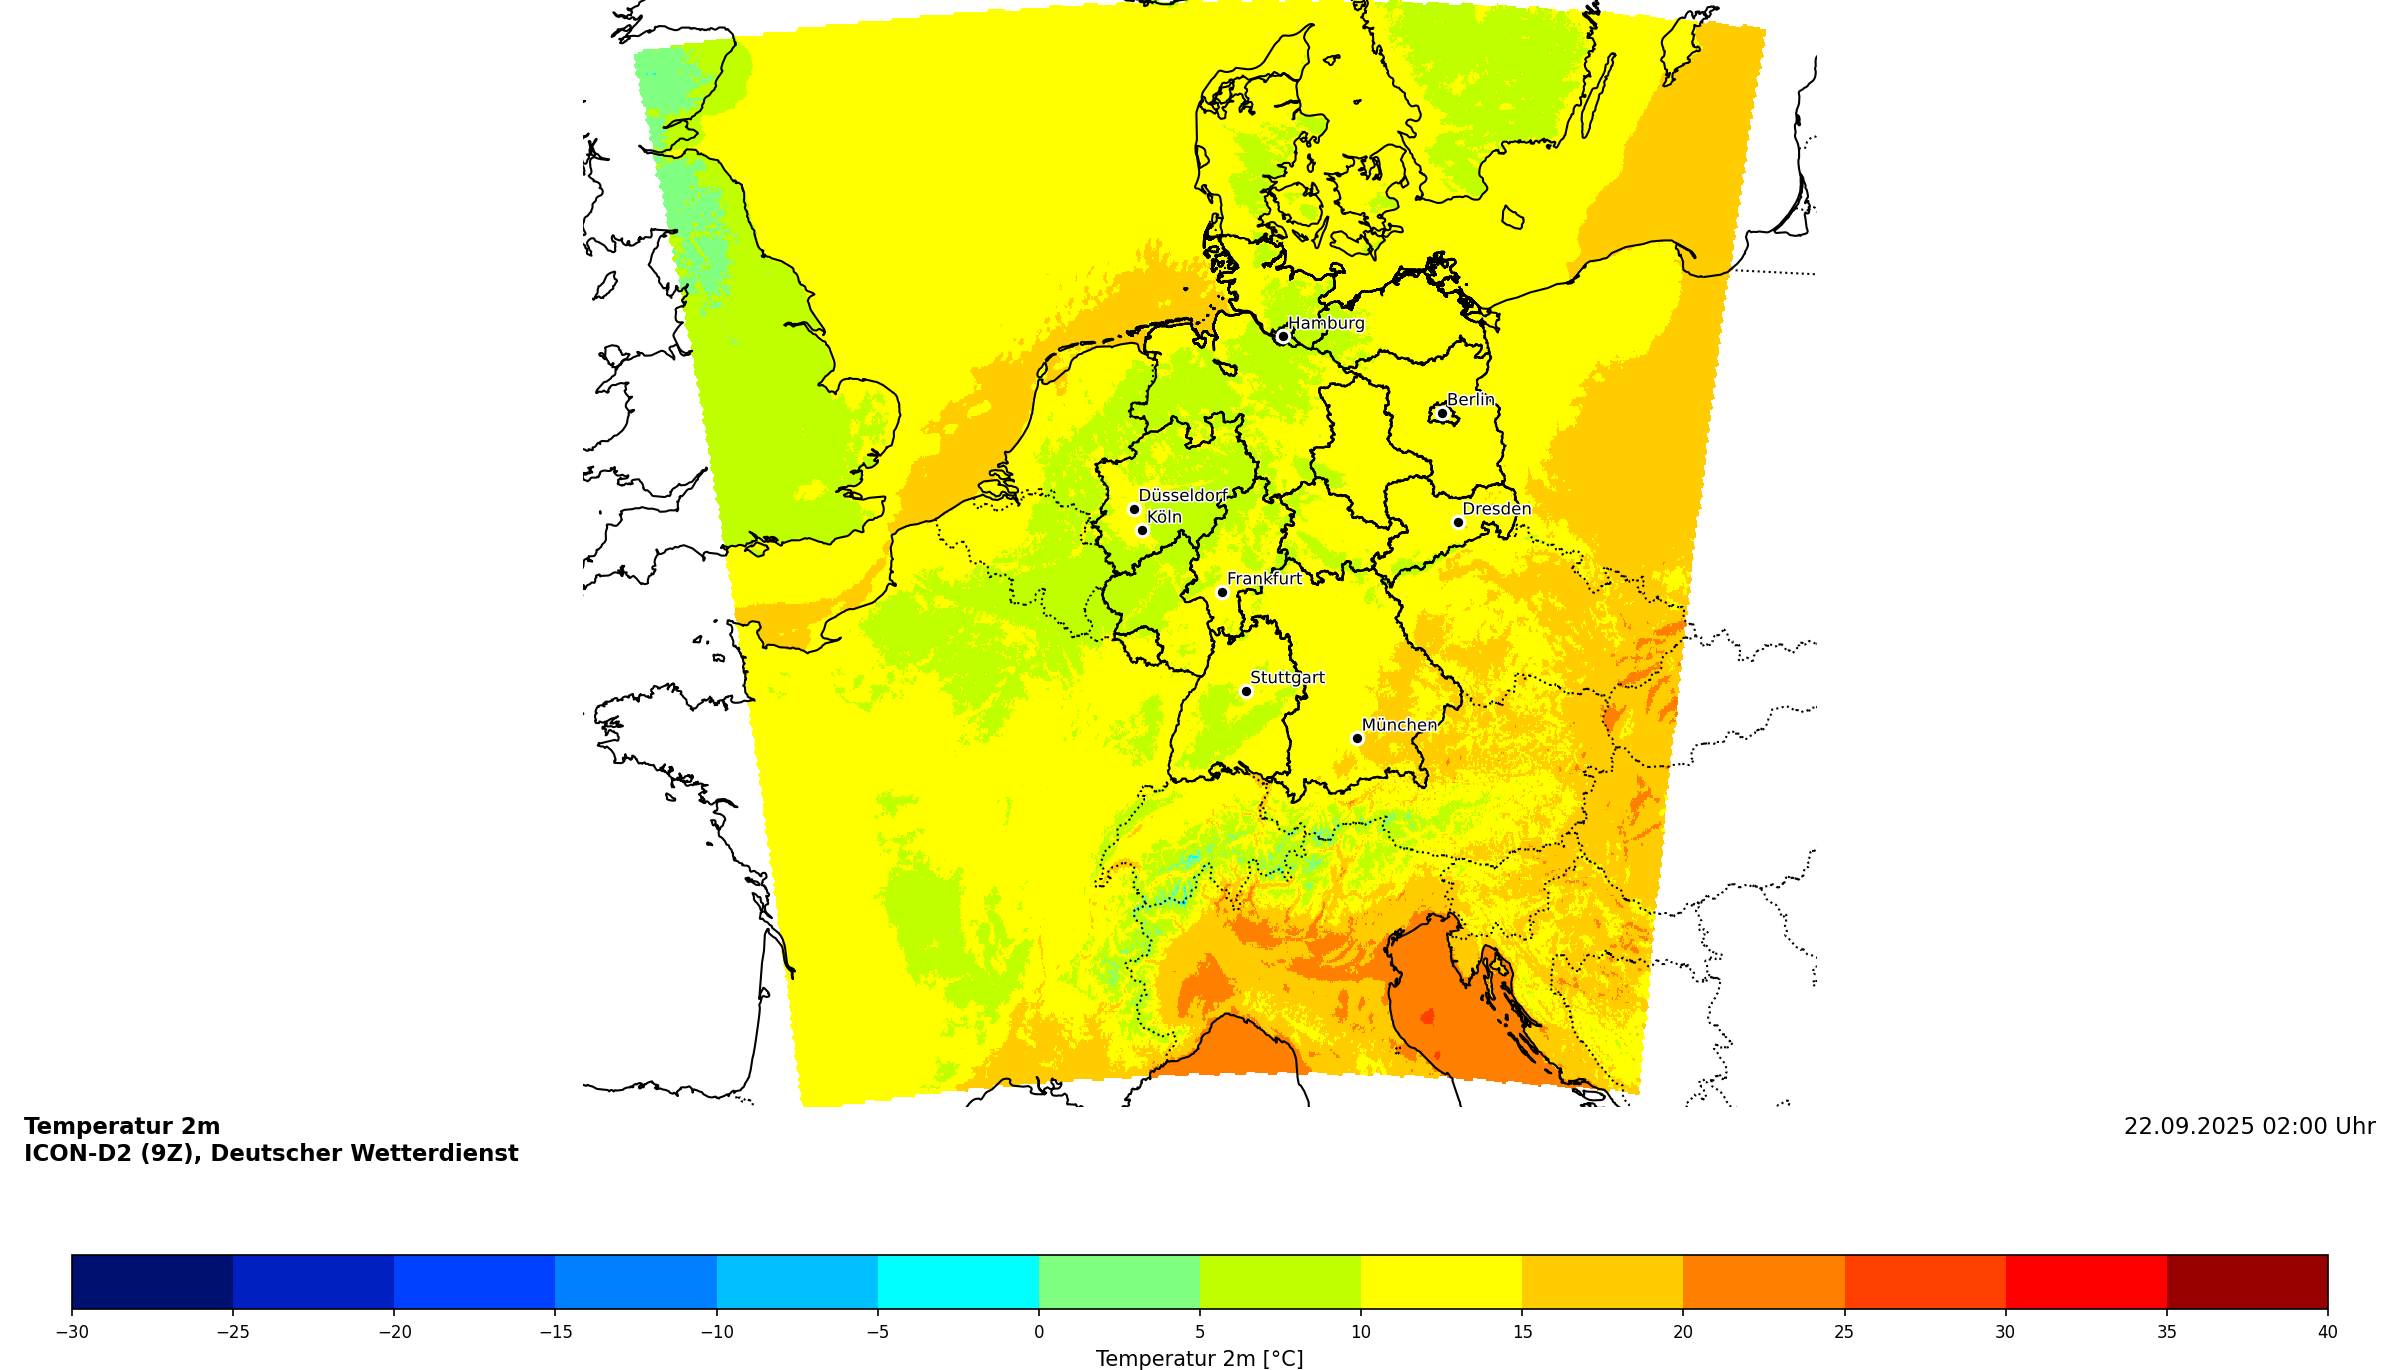 Hamburg
Berlin
Düsseldorf
Köln
Dresden
Frankfurt
Stuttgart
München
Temperatur 2m
ICON-D2 (9Z), Deutscher Wetterdienst
22.09.2025 02:00 Uhr
−30 −25 −20 −15 −10 −5 0 5 10 15 20 25 30 35 40
Temperatur 2m [°C]